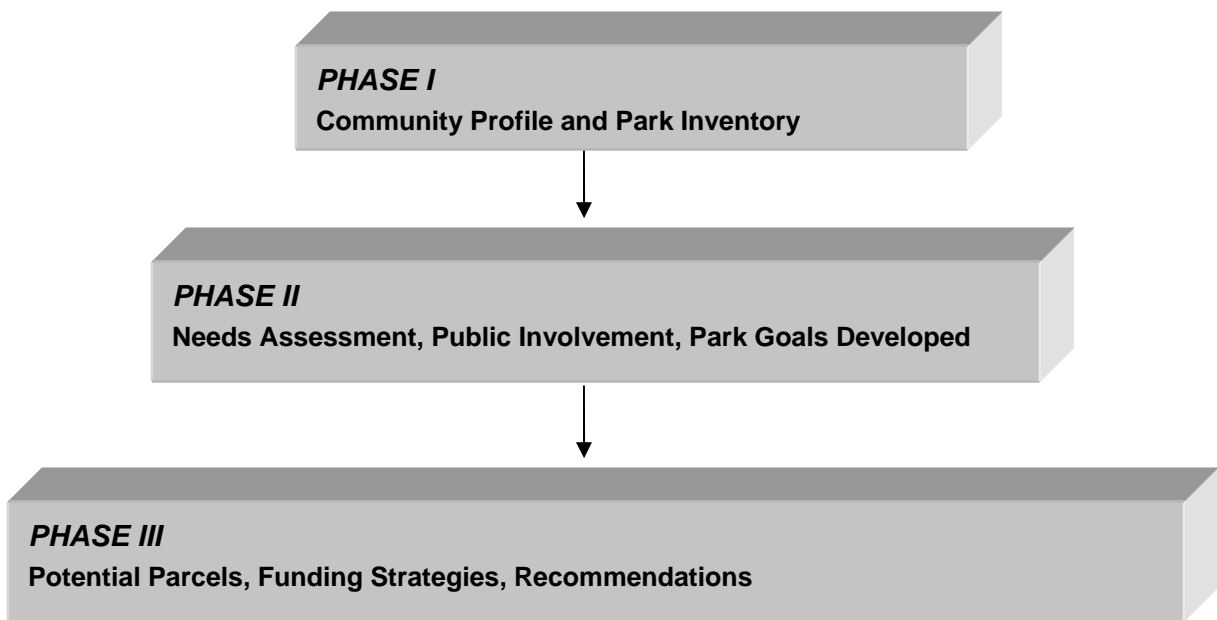 PHASE I
Community Profile and Park Inventory
PHASE II
Needs Assessment, Public Involvement, Park Goals Developed
PHASE III
Potential Parcels, Funding Strategies, Recommendations